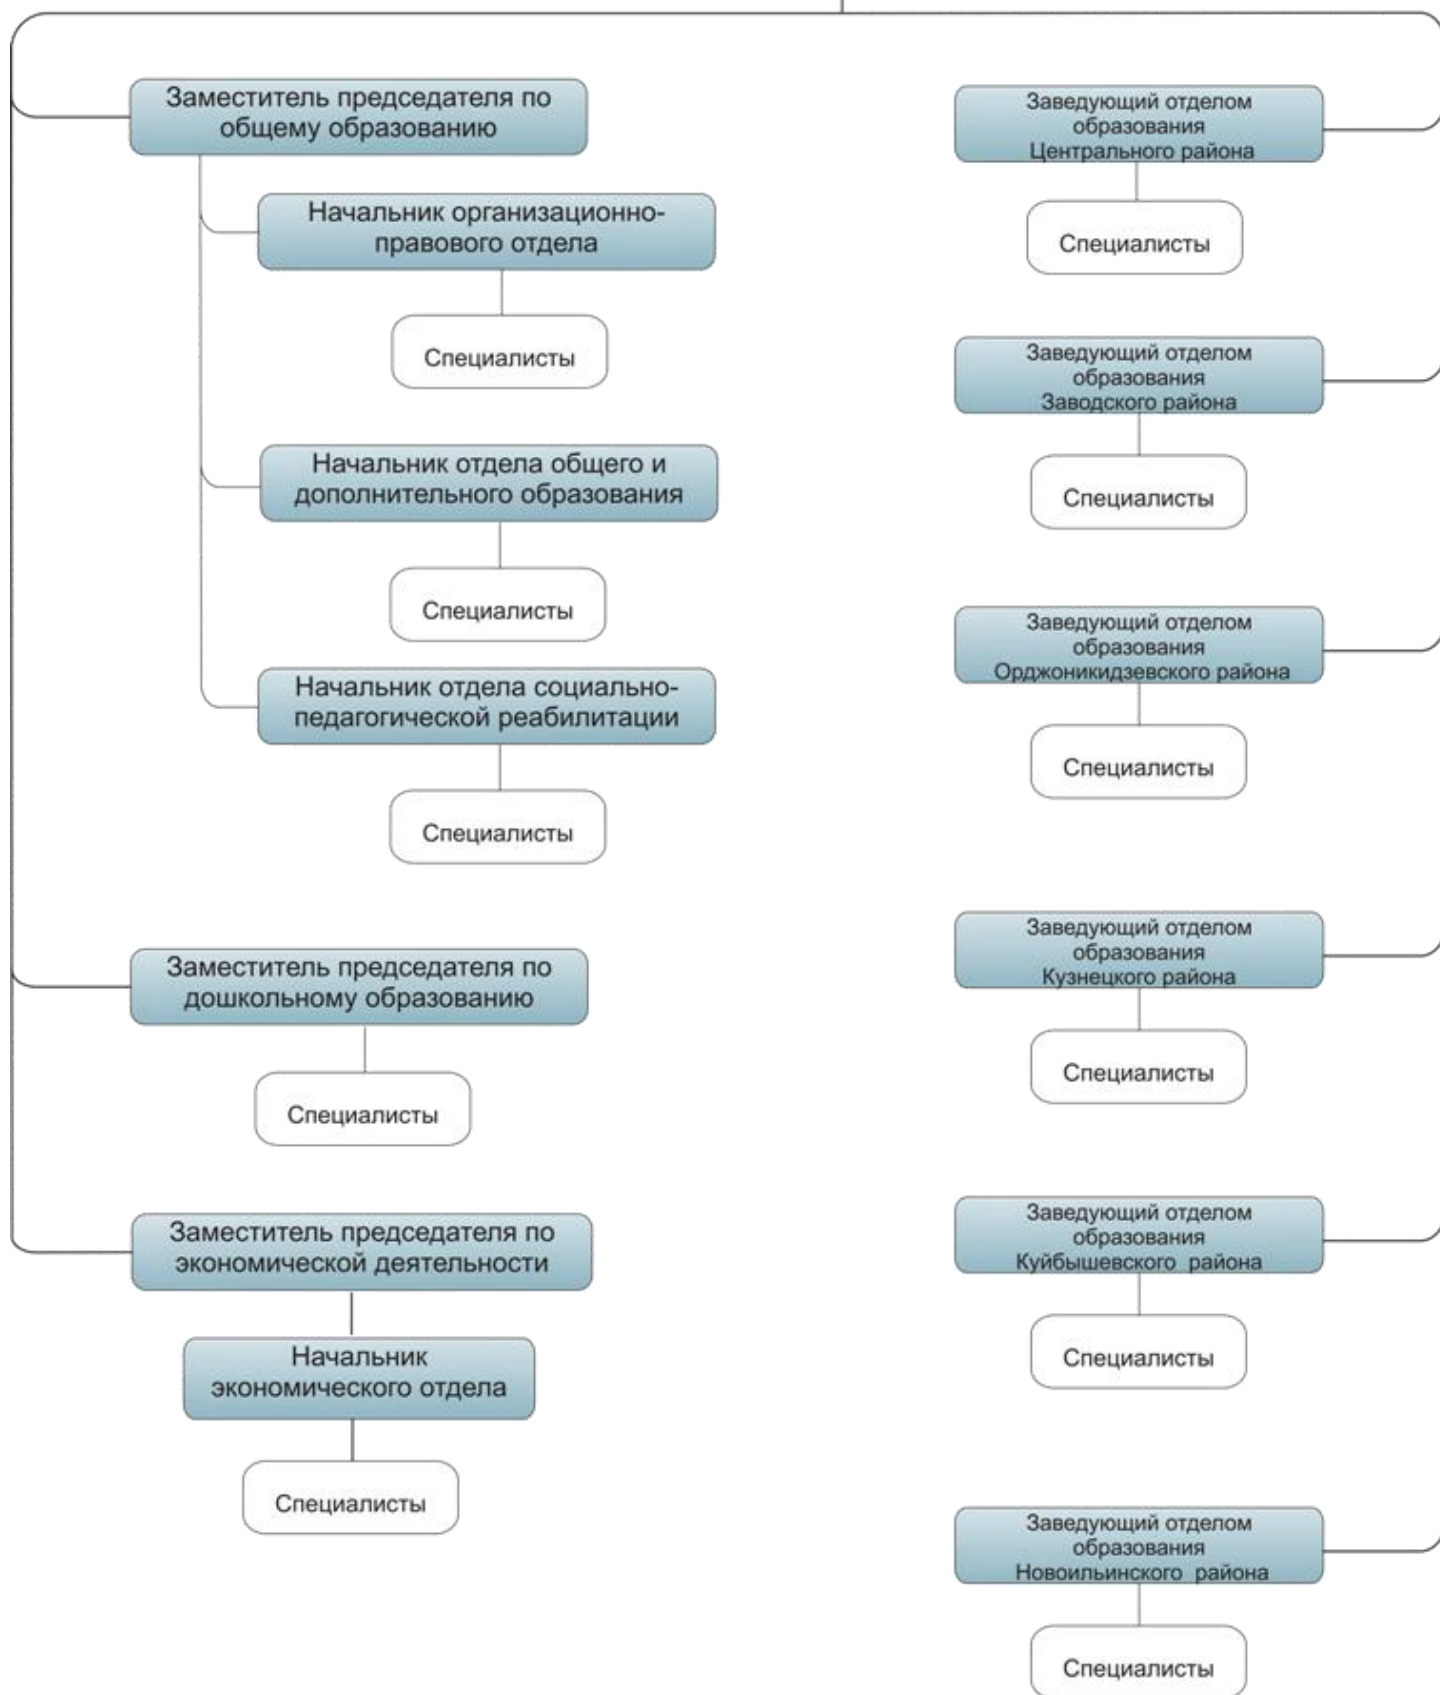 Заместитель председателя по
общему образованию
Начальник организационно-
правового отдела
Специалисты
Начальник отдела общего и
дополнительного образования
Специалисты
Начальник отдела социально-
педагогической реабилитации
Специалисты
Заместитель председателя по
дошкольному образованию
Специалисты
Заместитель председателя по
экономической деятельности
Начальник
экономического отдела
Специалисты
Заведующий отделом
образования
Центрального района
Специалисты
Заведующий отделом
образования
Заводского района
Специалисты
Заведующий отделом
образования
Орджоникидзевского района
Специалисты
Заведующий отделом
образования
Кузнецкого района
Специалисты
Заведующий отделом
образования
Куйбышевского района
Специалисты
Заведующий отделом
образования
Новоильинского района
Специалисты